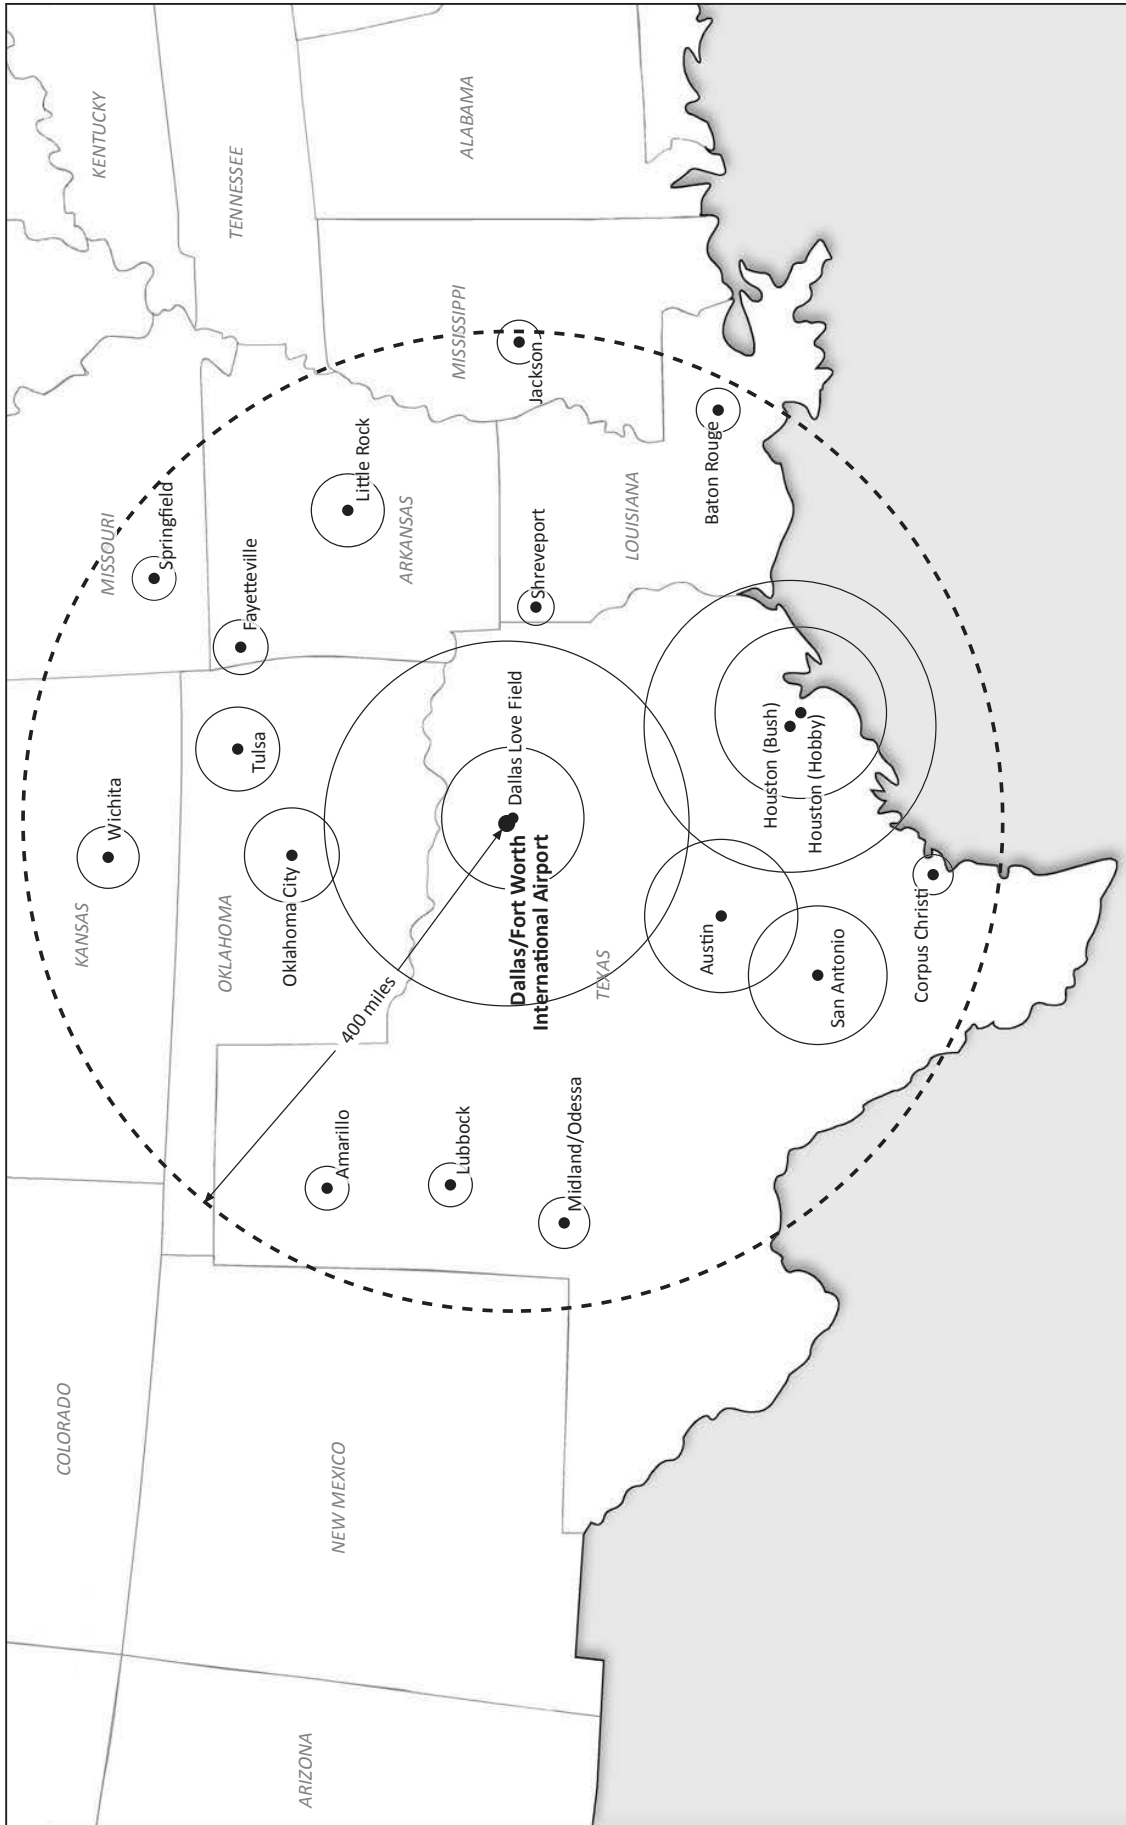 COLORADO
KANSAS
MISSOURI
KENTUCKY
Wichita
Springfield
TENNESSEE
OKLAHOMA
Tulsa
Fayetteville
ARIZONA
NEW MEXICO
Amarillo
400 miles
Oklahoma City
Little Rock
ARKANSAS
Lubbock
MISSISSIPPI
ALABAMA
Dallas Love Field
Dallas/Fort Worth
International Airport
Shreveport
Jackson
Midland/Odessa
TEXAS
LOUISIANA
Austin
Baton Rouge
Houston (Bush)
Houston (Hobby)
San Antonio
Corpus Christi